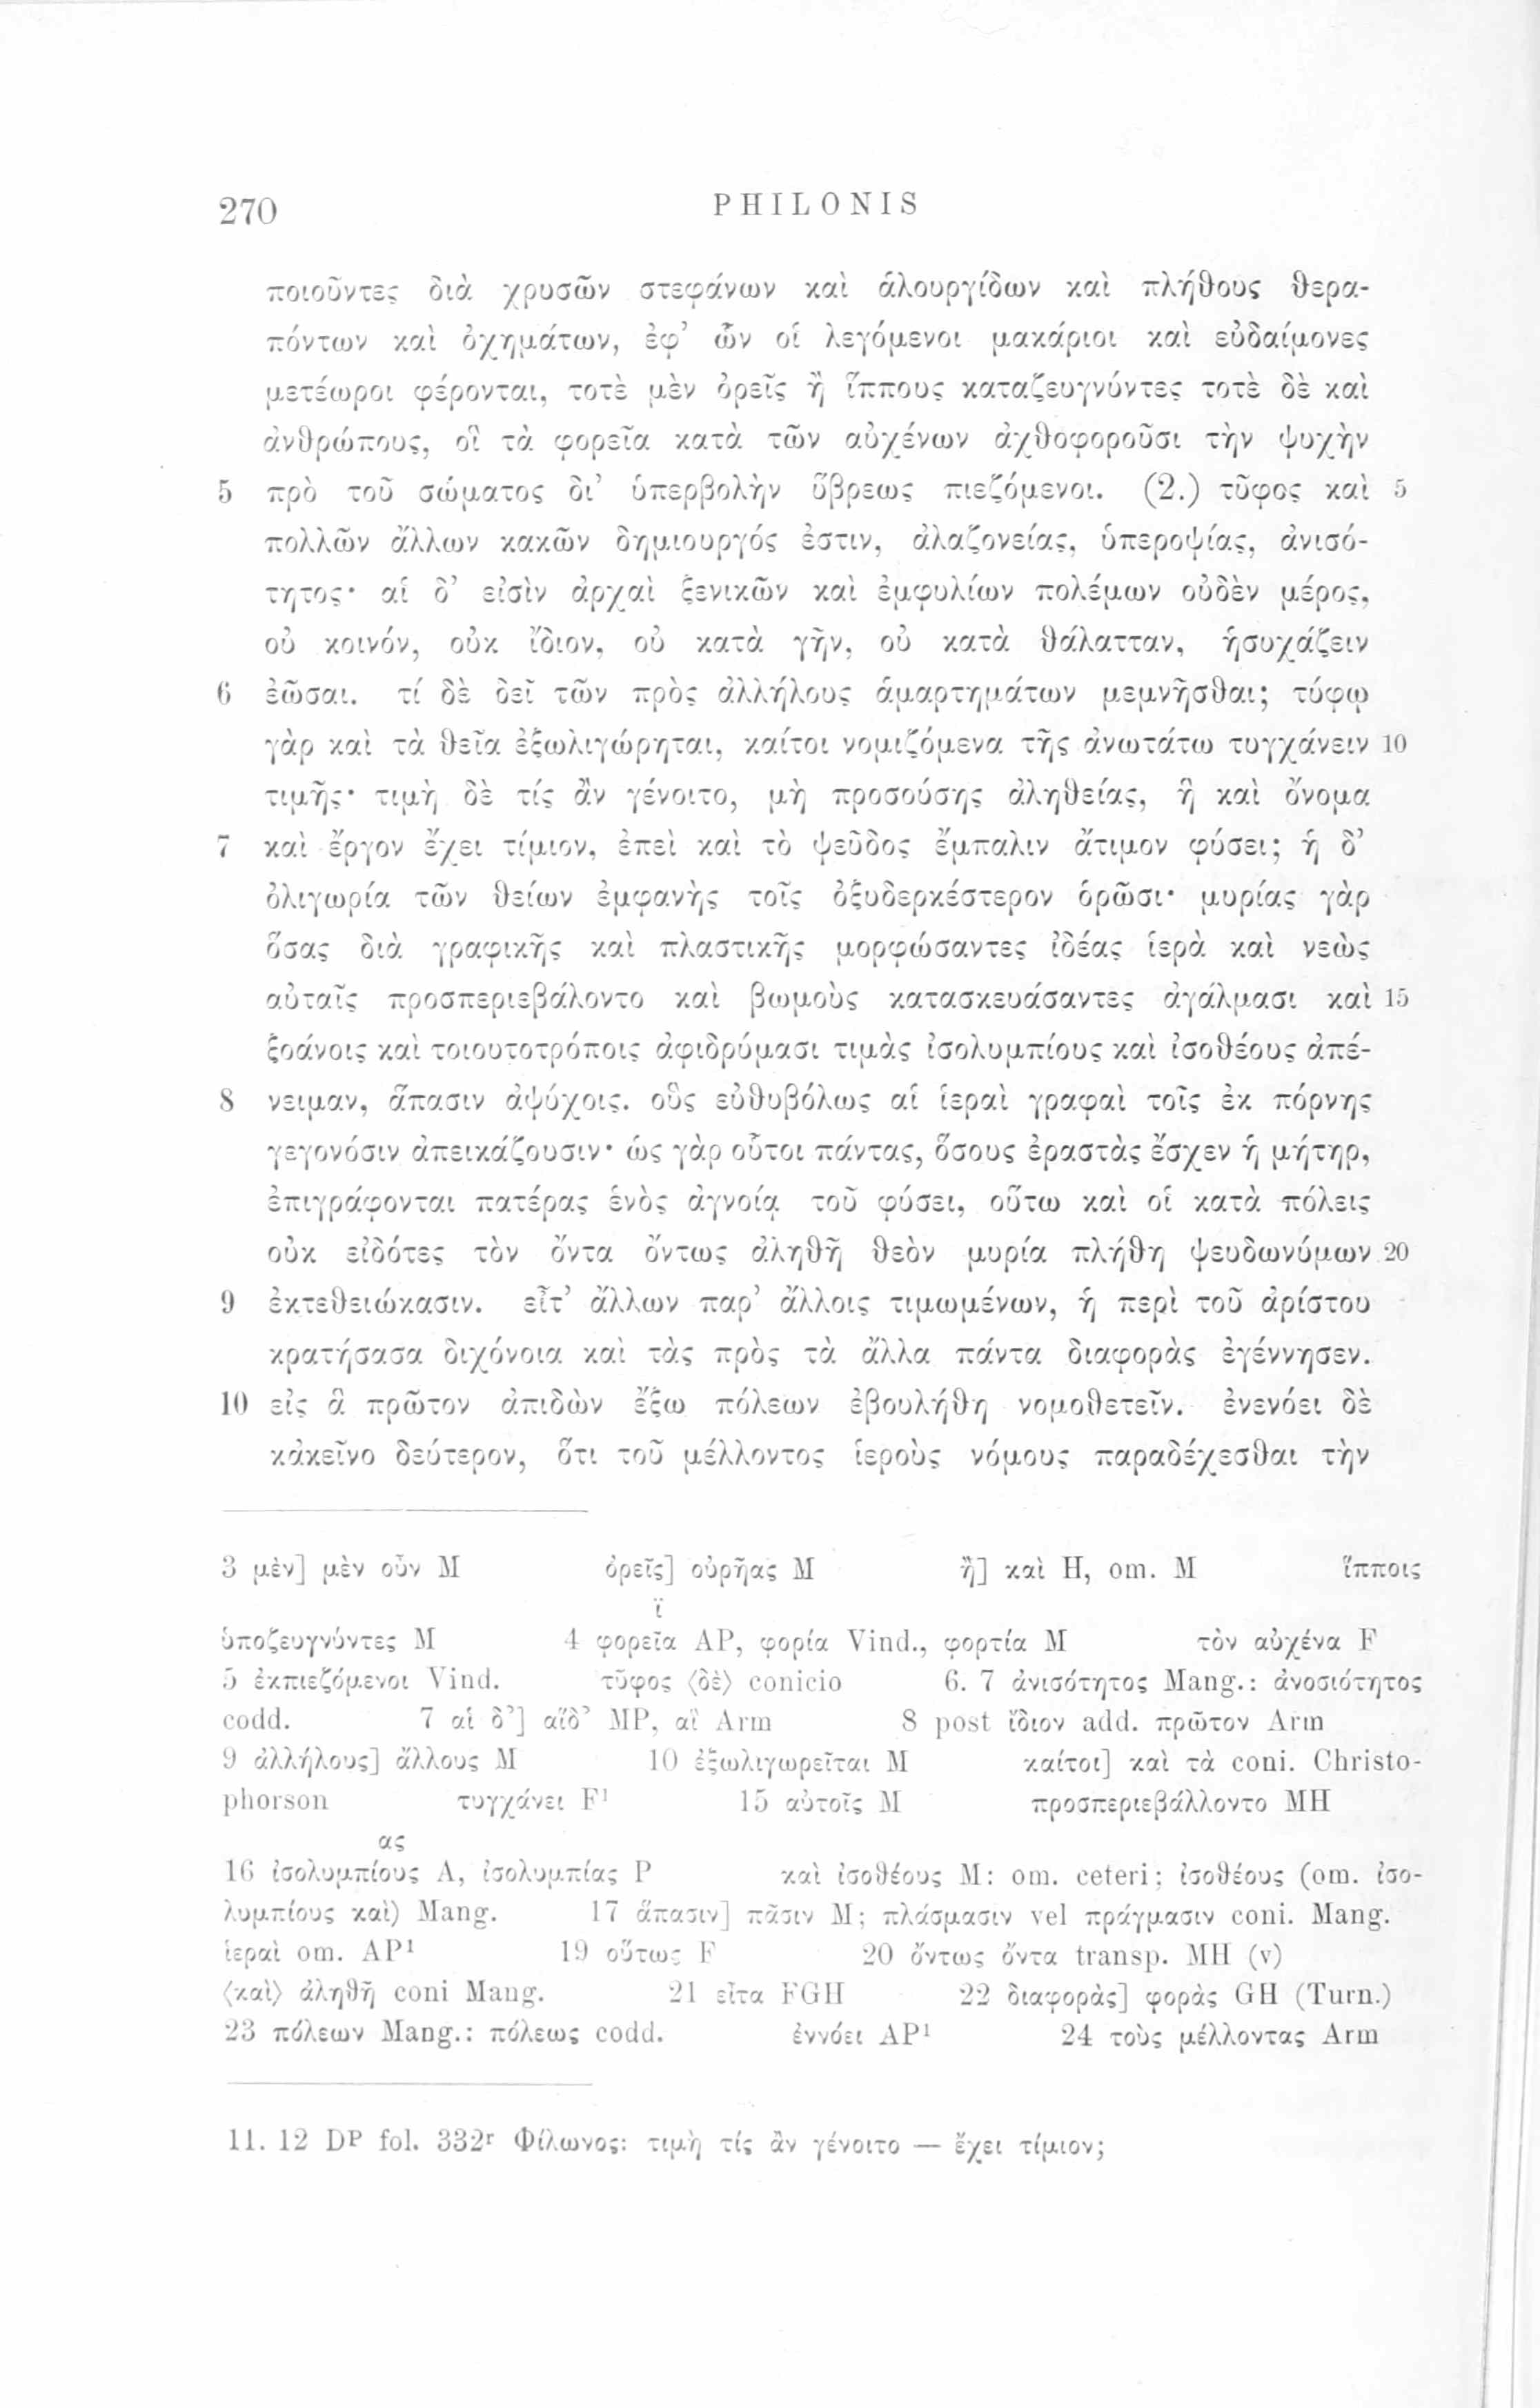 270 PHILONIS
ποιοῦντες διὰ χρυσῶν στεφάνων καὶ ἁλουργίδων καὶ πλήθους θερα-
πόντων καὶ ὀχημάτων, ἐφ’ ὧν οἱ λεγόμενοι μακάριοι καὶ εὐδαίμονες
μετέωροι φέρονται, τοτὲ μὲν ὀρεῖς ἢ ἵππους καταζευγνύντες τοτὲ δὲ καὶ
ἀνθρώπους, οἳ τὰ φορεῖα κατὰ τῶν αὐχένων ἀχθοφοροῦσι τὴν ψυχὴν
5 πρὸ τοῦ σώματος δι’ ὑπερβολὴν ὕβρεως πιεζόμενοι. (2.) τῦφος καὶ 5
πολλῶν ἄλλων κακῶν δημιουργός ἐστιν, ἀλαζονείας, ὑπεροψίας, ἀνισό-
τητος· αἱ δ’ εἰσὶν ἀρχαὶ ξενικῶν καὶ ἐμφυλίων πολέμων οὐδὲν μέρος,
οὐ κοινόν, οὐκ ἴδιον, οὐ κατὰ γῆν, οὐ κατὰ θάλατταν, ἡσυχάζειν
6 ἐῶσαι. τί δὲ δεῖ τῶν πρὸς ἀλλήλους ἁμαρτημάτων μεμνῆσθαι; τύφῳ
γὰρ καὶ τὰ θεῖα ἐξωλιγώρηται, καίτοι νομιζόμενα τῆς ἀνωτάτω τυγχάνειν 10
τιμῆς· τιμὴ δὲ τίς ἂν γένοιτο, μὴ προσούσης ἀληθείας, ἣ καὶ ὄνομα
7 καὶ ἔργον ἔχει τίμιον, ἐπεὶ καὶ τὸ ψεῦδος ἔμπαλιν ἄτιμον φύσει; ἡ δ’
ὀλιγωρία τῶν θείων ἐμφανὴς τοῖς ὀξυδερκέστερον ὁρῶσι· μυρίας γὰρ
ὅσας διὰ γραφικῆς καὶ πλαστικῆς μορφώσαντες ἰδέας ἱερὰ καὶ νεὼς
αὐταῖς προσπεριεβάλοντο καὶ βωμοὺς κατασκευάσαντες ἀγάλμασι καὶ 15
ξοάνοις καὶ τοιουτοτρόποις ἀφιδρύμασι τιμὰς ἰσολυμπίους καὶ ἰσοθέους ἀπέ-
8 νειμαν, ἅπασιν ἀψύχοις. οὓς εὐθυβόλως αἱ ἱεραὶ γραφαὶ τοῖς ἐκ πόρνης
γεγονόσιν ἀπεικάζουσιν· ὡς γὰρ οὗτοι πάντας, ὅσους ἐραστὰς ἔσχεν ἡ μήτηρ,
ἐπιγράφονται πατέρας ἑνὸς ἀγνοίᾳ τοῦ φύσει, οὕτω καὶ οἱ κατὰ πόλεις
οὐκ εἰδότες τὸν ὄντα ὄντως ἀληθῆ θεὸν μυρία πλήθη ψευδωνύμων 20
9 ἐκτεθειώκασιν. εἶτ’ ἄλλων παρ’ ἄλλοις τιμωμένων, ἡ περὶ τοῦ ἀρίστου
κρατήσασα διχόνοια καὶ τὰς πρὸς τὰ ἄλλα πάντα διαφορὰς ἐγέννησεν.
10 εἰς ἃ πρῶτον ἀπιδὼν ἔξω πόλεων ἐβουλήθη νομοθετεῖν. ἐνενόει δὲ
κἀκεῖνο δεύτερον, ὅτι τοῦ μέλλοντος ἱεροὺς νόμους παραδέχεσθαι τὴν
3 μὲν] μὲν οὖν M ὀρεῖς] οὐρῆας M ἢ] καὶ H, om. M ἵπποις
ϊ
ὑποζευγνύντες M 4 φορεῖα AP, φορία Vind., φορτία M τὸν αὐχένα F
5 ἐκπιεζόμενοι Vind. τῦφος ⟨δὲ⟩ conicio 6. 7 ἀνισότητος Mang.: ἀνοσιότητος
codd. 7 αἱ δ’] αἵδ’ MP, αἳ Arm 8 post ἴδιον add. πρῶτον Arm
9 ἀλλήλους] ἄλλους M 10 ἐξωλιγωρεῖται M καίτοι] καὶ τὰ coni. Christo-
phorson τυγχάνει F¹ 15 αὐτοῖς M προσπεριεβάλλοντο MH
ας
16 ἰσολυμπίους A, ἰσολυμπίας P καὶ ἰσοθέους M: om. ceteri; ἰσοθέους (om. ἰσο-
λυμπίους καὶ) Mang. 17 ἅπασιν] πᾶσιν M; πλάσμασιν vel πράγμασιν coni. Mang.
ἱεραὶ om. AP¹ 19 οὕτως F 20 ὄντως ὄντα transp. MH (v)
⟨καὶ⟩ ἀληθῆ coni Mang. 21 εἶτα FGH 22 διαφορὰς] φορὰς GH (Turn.)
23 πόλεων Mang.: πόλεως codd. ἐννόει AP¹ 24 τοὺς μέλλοντας Arm
11. 12 Dᴾ fol. 332ʳ Φίλωνος: τιμὴ τίς ἂν γένοιτο — ἔχει τίμιον;